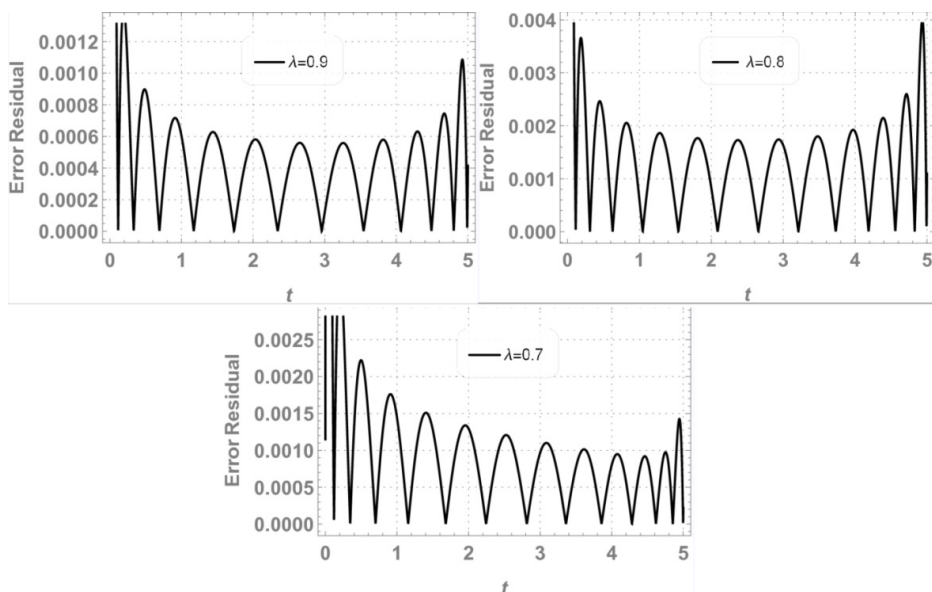 Error Residual
0.0012
0.0010
0.0008
0.0006
0.0004
0.0002
0.0000
λ=0.9
0 1 2 3 4 5
t
Error Residual
0.004
0.003
0.002
0.001
0.000
λ=0.8
0 1 2 3 4 5
t
Error Residual
0.0025
0.0020
0.0015
0.0010
0.0005
0.0000
λ=0.7
0 1 2 3 4 5
t